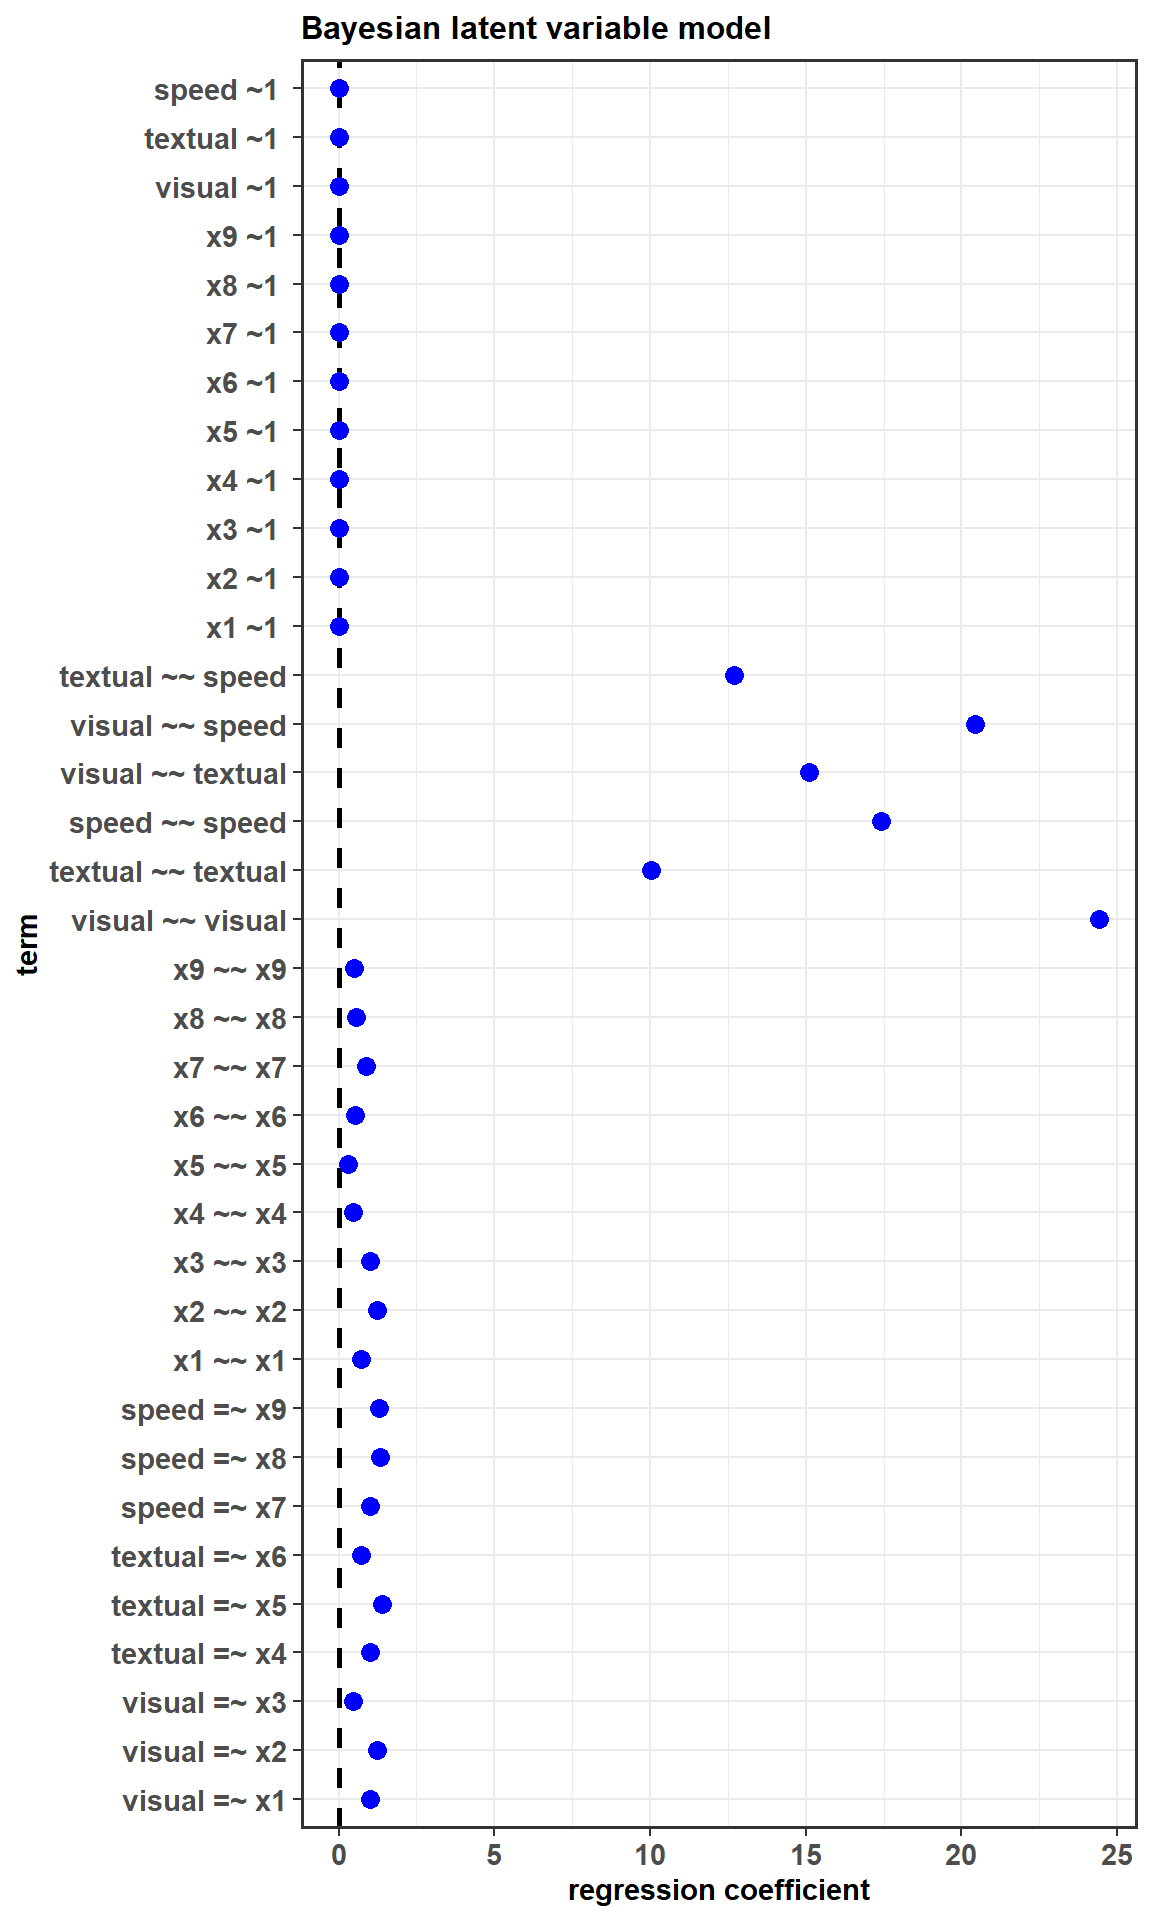 Bayesian latent variable model
speed ~1
textual ~1
visual ~1
x9 ~1
x8 ~1
x7 ~1
x6 ~1
x5 ~1
x4 ~1
x3 ~1
x2 ~1
x1 ~1
textual ~~ speed
visual ~~ speed
visual ~~ textual
speed ~~ speed
textual ~~ textual
visual ~~ visual
x9 ~~ x9
x8 ~~ x8
x7 ~~ x7
x6 ~~ x6
x5 ~~ x5
x4 ~~ x4
x3 ~~ x3
x2 ~~ x2
x1 ~~ x1
speed =~ x9
speed =~ x8
speed =~ x7
textual =~ x6
textual =~ x5
textual =~ x4
visual =~ x3
visual =~ x2
visual =~ x1
term
0 5 10 15 20 25
regression coefficient